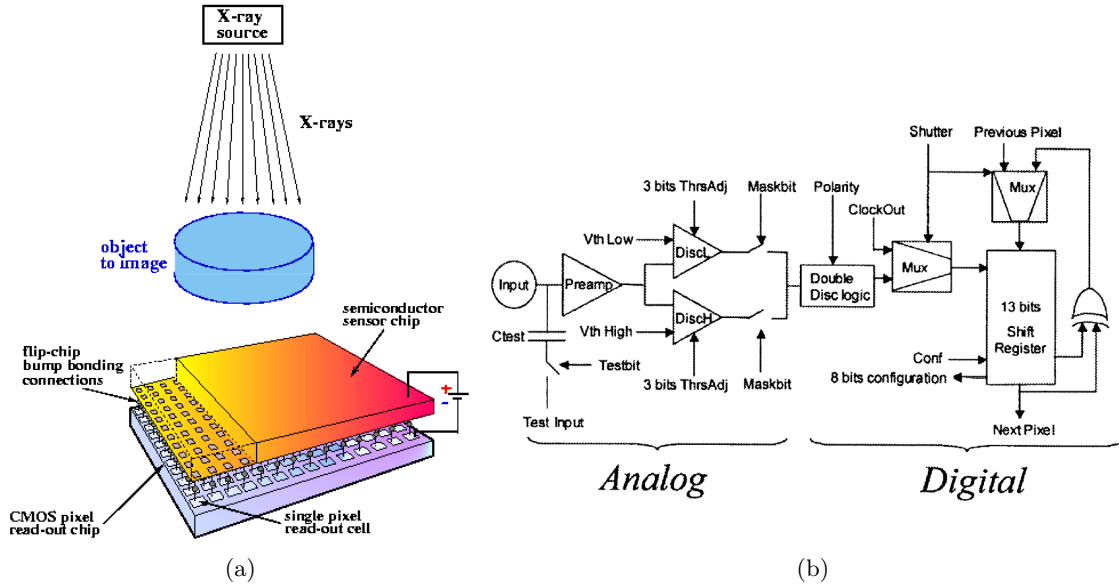 X-ray
source
X-rays
object
to image
semiconductor
sensor chip
flip-chip
bump bonding
connections
+
-
CMOS pixel
read-out chip
single pixel
read-out cell
(a)
Shutter
Previous Pixel
3 bits ThrsAdj
Maskbit
Polarity
Mux
ClockOut
Vth Low
DiscL
Mux
Input
Preamp
Double
Disc logic
13 bits
Shift
Register
Ctest
Vth High
DiscH
Conf
Testbit
3 bits ThrsAdj
Maskbit
8 bits configuration
Test Input
Next Pixel
Analog
Digital
(b)